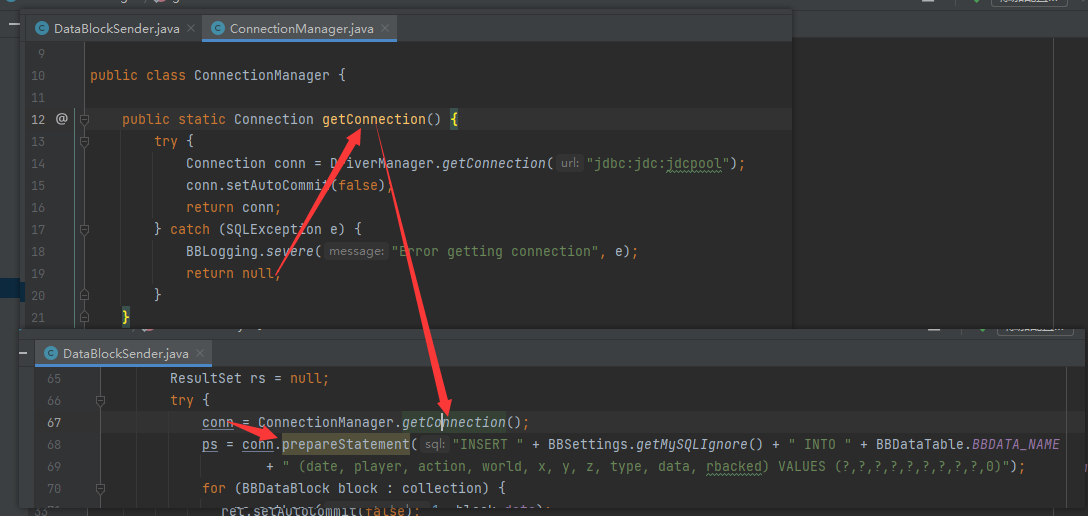 DataBlockSender.java × ConnectionManager.java ×
9
10 public class ConnectionManager {
11
12 @ public static Connection getConnection() {
13 try {
14 Connection conn = DriverManager.getConnection( url: "jdbc:jdc:jdcpool");
15 conn.setAutoCommit(false);
16 return conn;
17 } catch (SQLException e) {
18 BBLogging.severe( message: "Error getting connection", e);
19 return null;
20 }
21 }
DataBlockSender.java ×
65 ResultSet rs = null;
66 try {
67 conn = ConnectionManager.getConnection();
68 ps = conn.prepareStatement( sql: "INSERT " + BBSettings.getMySQLIgnore() + " INTO " + BBDataTable.BBDATA_NAME
69 + " (date, player, action, world, x, y, z, type, data, rbacked) VALUES (?,?,?,?,?,?,?,?,?,0)");
70 for (BBDataBlock block : collection) {